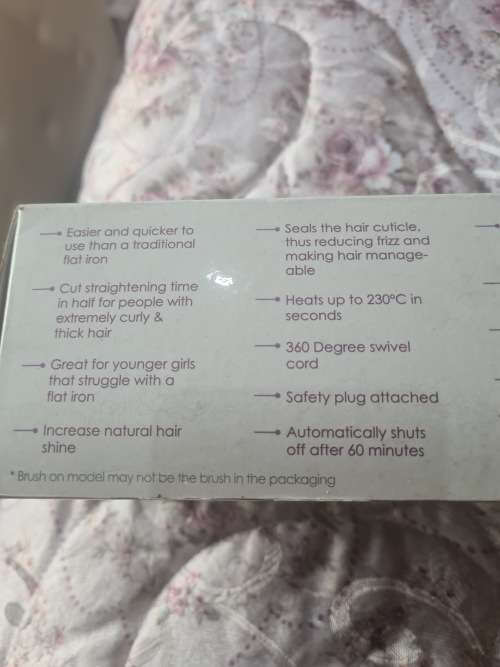 Easier and quicker to
use than a traditional
flat iron
Cut straightening time
in half for people with
extremely curly &
thick hair
Great for younger girls
that struggle with a
flat iron
Increase natural hair
shine
Seals the hair cuticle,
thus reducing frizz and
making hair manage-
able
Heats up to 230°C in
seconds
360 Degree swivel
cord
Safety plug attached
Automatically shuts
off after 60 minutes
* Brush on model may not be the brush in the packaging